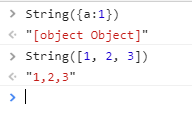 > String({a:1})
< "[object Object]"
> String([1, 2, 3])
< "1,2,3"
>